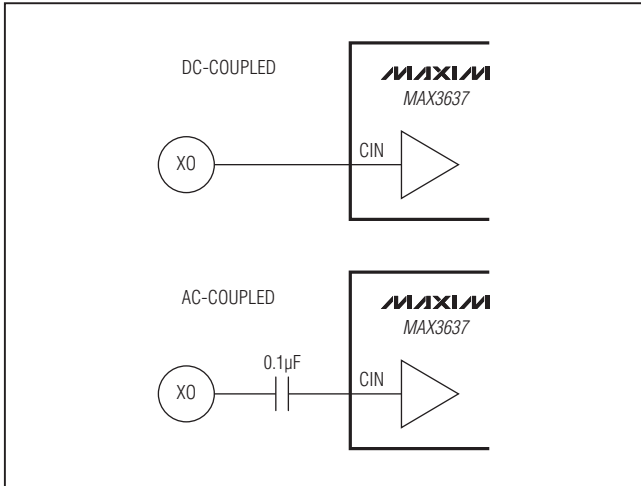 DC-COUPLED
MAXIM
MAX3637
XO
CIN
AC-COUPLED
MAXIM
MAX3637
0.1µF
XO
CIN